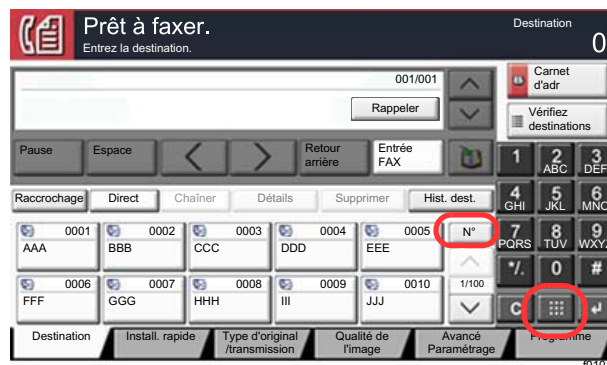 Prêt à faxer.
Entrez la destination.
Destination
0
001/001
Rappeler
Carnet
d'adr
Vérifiez
destinations
Pause
Espace
Retour
arrière
Entrée
FAX
1
2
ABC
3
DEF
Raccrochage
Direct
Chaîner
Détails
Supprimer
Hist. dest.
4
GHI
5
JKL
6
MNO
0001
AAA
0002
BBB
0003
CCC
0004
DDD
0005
EEE
N°
7
PQRS
8
TUV
9
WXYZ
*/.
0
#
0006
FFF
0007
GGG
0008
HHH
0009
III
0010
JJJ
1/100
C
Destination
Install. rapide
Type d'original
/transmission
Qualité de
l'image
Avancé
Paramétrage
Programme